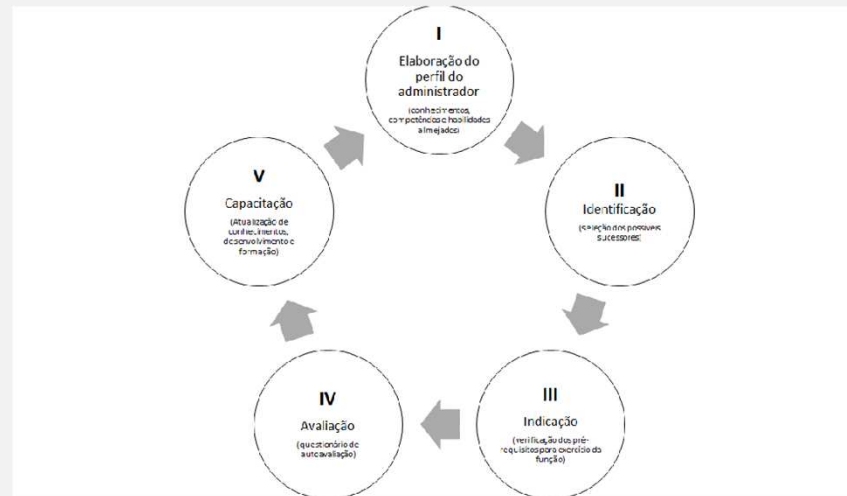 I
Elaboração do
perfil do
administrador
(conhecimentos,
competências e habilidades
almejados)
II
Identificação
(seleção dos possíveis
sucessores)
III
Indicação
(verificação dos pré-
requisitos para exercício da
função)
IV
Avaliação
(questionário de
autoavaliação)
V
Capacitação
(Atualização de
conhecimentos,
desenvolvimento e
formação)